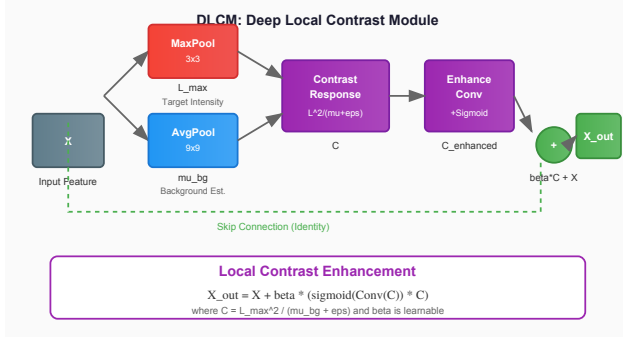 DLCM: Deep Local Contrast Module
MaxPool
3x3
L_max
Target Intensity
X
Input Feature
AvgPool
9x9
mu_bg
Background Est.
Contrast
Response
L^2/(mu+eps)
C
Enhance
Conv
+Sigmoid
C_enhanced
+
beta*C + X
X_out
Skip Connection (Identity)
Local Contrast Enhancement
X_out = X + beta * (sigmoid(Conv(C)) * C)
where C = L_max^2 / (mu_bg + eps) and beta is learnable